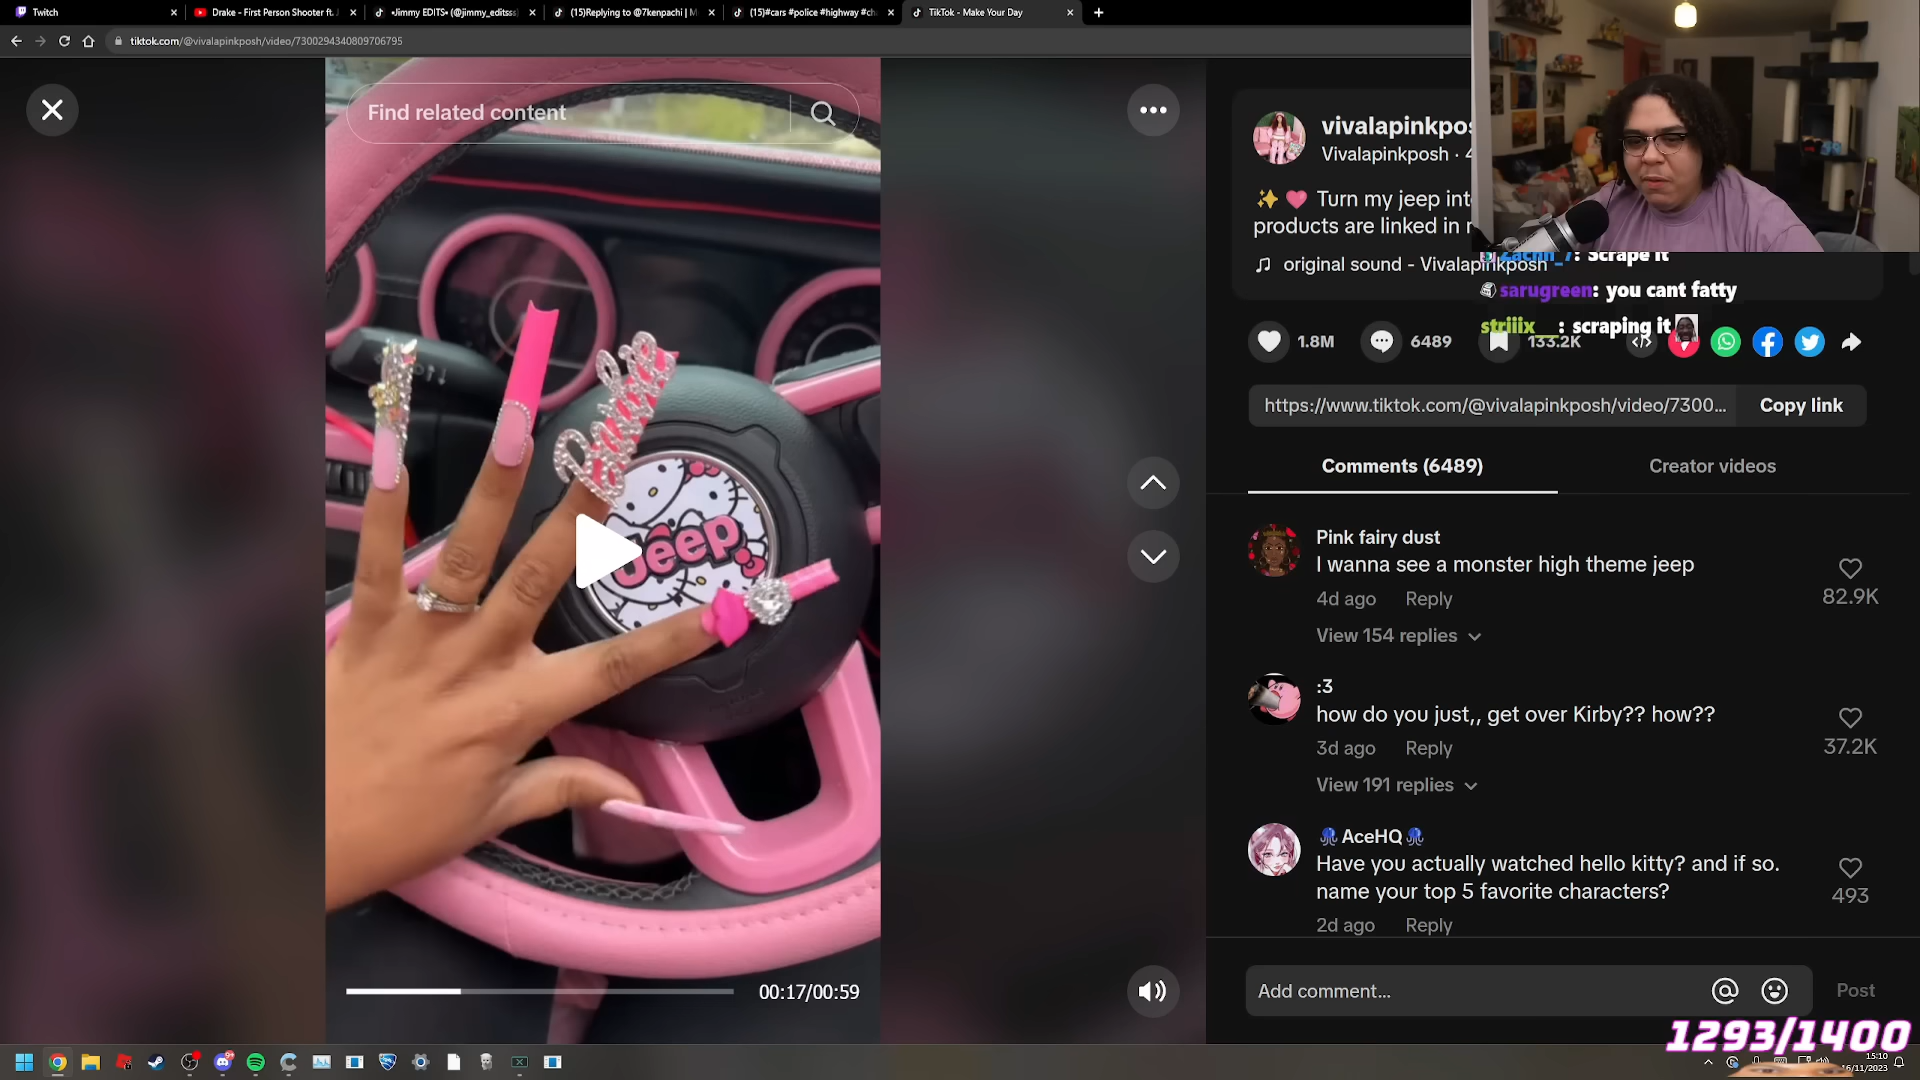 Twitch
Drake - First Person Shooter ft. J
•Jimmy EDITS• (@jimmy_editsss
(15)Replying to @7kenpachi | M
(15)#cars #police #highway #ch
TikTok - Make Your Day
tiktok.com/@vivalapinkposh/video/7300294340809706795
Find related content
vivalapinkpos
Vivalapinkposh · 4
Turn my jeep int
products are linked in
original sound - Vivalapinkposh
Zachh_7: Scrape it
sarugreen: you cant fatty
striiix__: scraping it
1.8M
6489
133.2K
https://www.tiktok.com/@vivalapinkposh/video/7300...
Copy link
Comments (6489)
Creator videos
Jeep
Pink fairy dust
I wanna see a monster high theme jeep
82.9K
4d ago
Reply
View 154 replies
:3
how do you just,, get over Kirby?? how??
37.2K
3d ago
Reply
View 191 replies
AceHQ
Have you actually watched hello kitty? and if so.
name your top 5 favorite characters?
493
2d ago
Reply
00:17/00:59
Add comment...
Post
1293/1400
15:10
16/11/2023